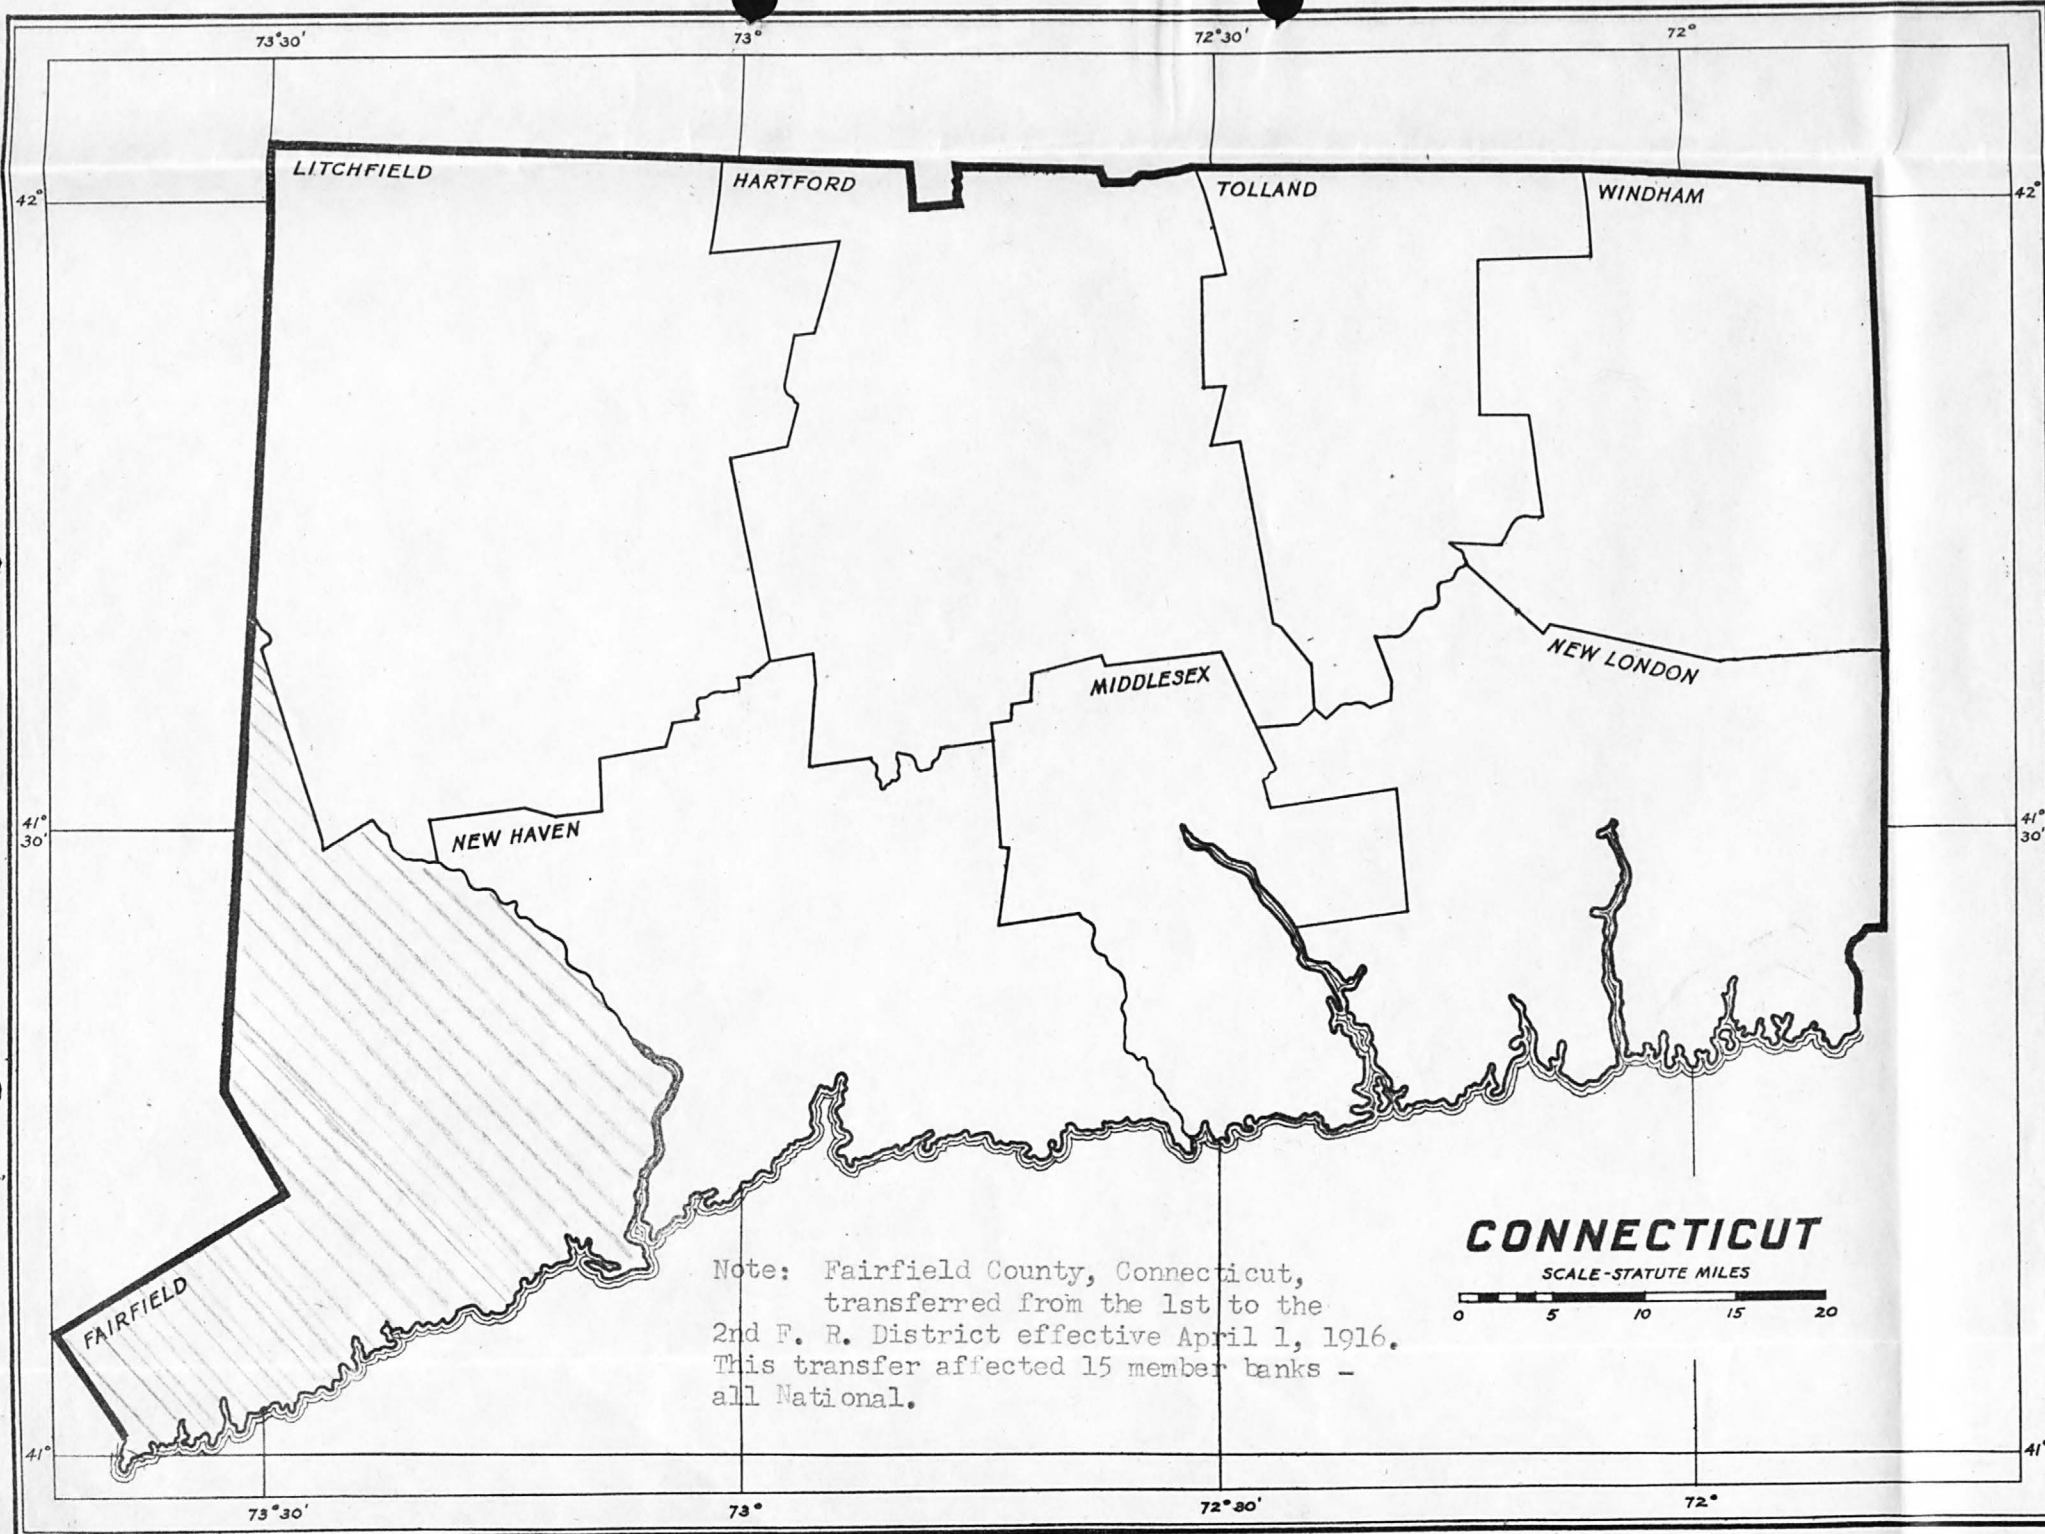 73°30'
73°
72°30'
72°
LITCHFIELD
HARTFORD
TOLLAND
WINDHAM
42°
42°
NEW LONDON
MIDDLESEX
41°
30'
NEW HAVEN
41°
30'
CONNECTICUT
SCALE-STATUTE MILES
0 5 10 15 20
FAIRFIELD
Note: Fairfield County, Connecticut,
transferred from the 1st to the
2nd F. R. District effective April 1, 1916.
This transfer affected 15 member banks -
all National.
41°
41°
73°30'
73°
72°30'
72°